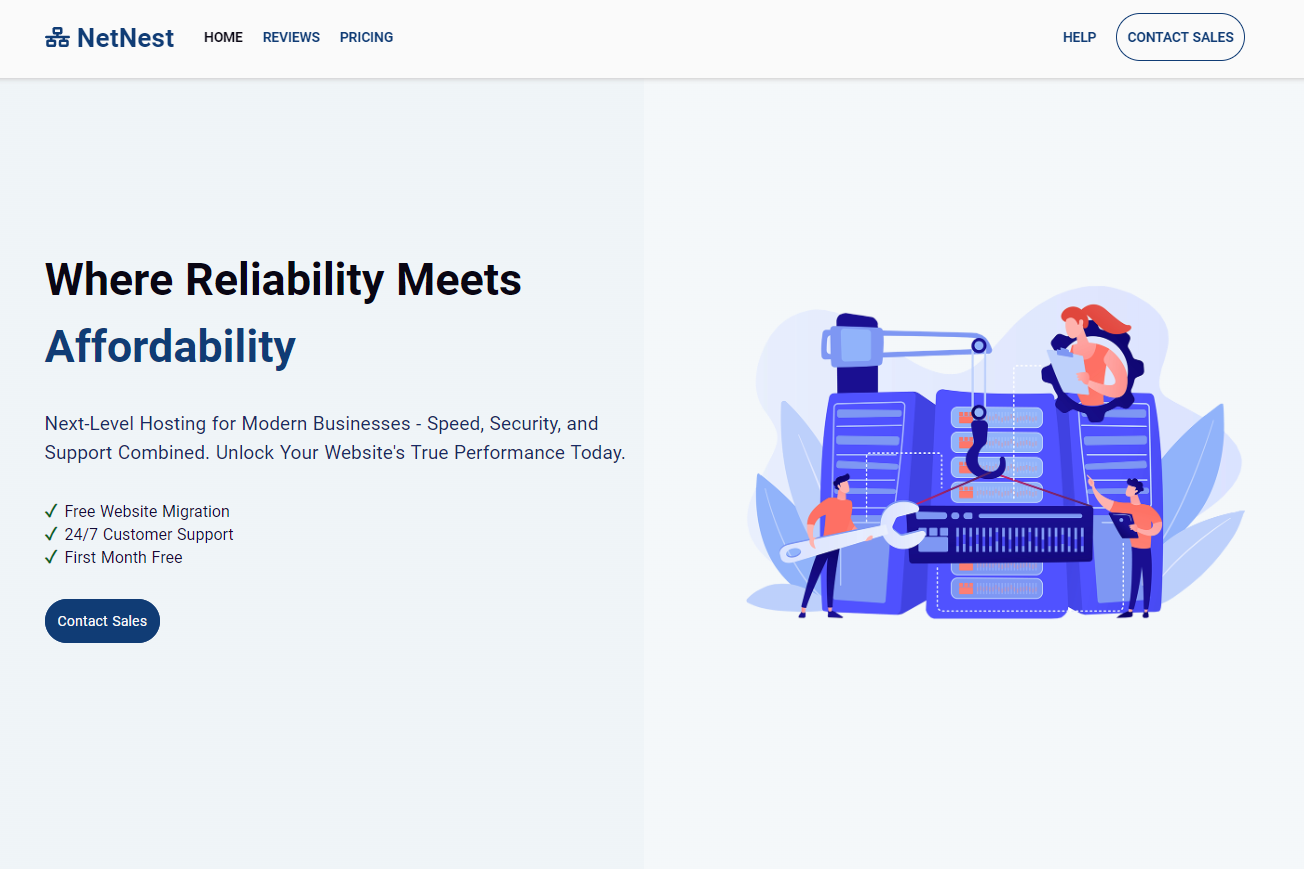 NetNest
HOME
REVIEWS
PRICING
HELP
CONTACT SALES
Where Reliability Meets
Affordability
Next-Level Hosting for Modern Businesses - Speed, Security, and
Support Combined. Unlock Your Website's True Performance Today.
✓ Free Website Migration
✓ 24/7 Customer Support
✓ First Month Free
Contact Sales